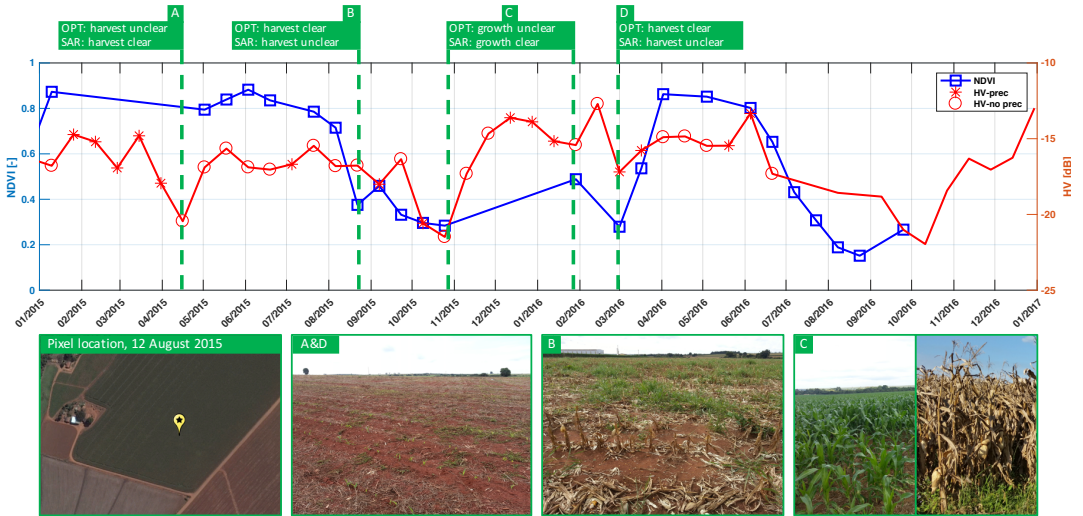 A
OPT: harvest unclear
SAR: harvest clear
B
OPT: harvest clear
SAR: harvest unclear
C
OPT: growth unclear
SAR: growth clear
D
OPT: harvest clear
SAR: harvest unclear
1
0.8
0.6
0.4
0.2
0
NDVI [-]
-10
-15
-20
-25
HV [dB]
NDVI
HV-prec
HV-no prec
01/2015
02/2015
03/2015
04/2015
05/2015
06/2015
07/2015
08/2015
09/2015
10/2015
11/2015
12/2015
01/2016
02/2016
03/2016
04/2016
05/2016
06/2016
07/2016
08/2016
09/2016
10/2016
11/2016
12/2016
01/2017
Pixel location, 12 August 2015
A&D
B
C